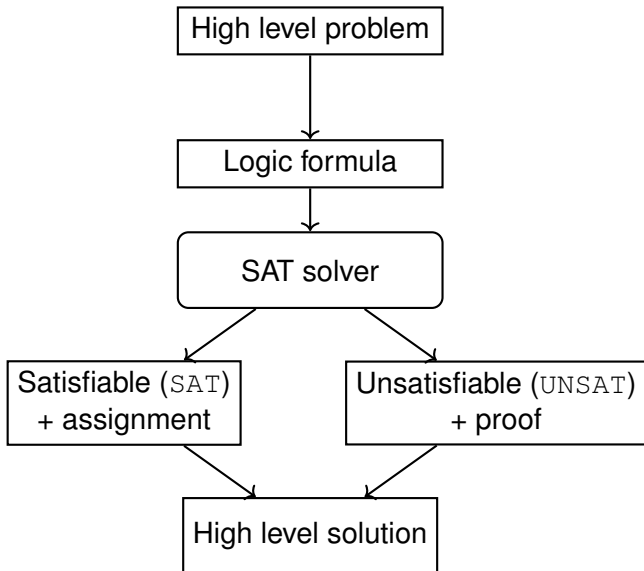 High level problem
Logic formula
SAT solver
Satisfiable (SAT)
+ assignment
Unsatisfiable (UNSAT)
+ proof
High level solution